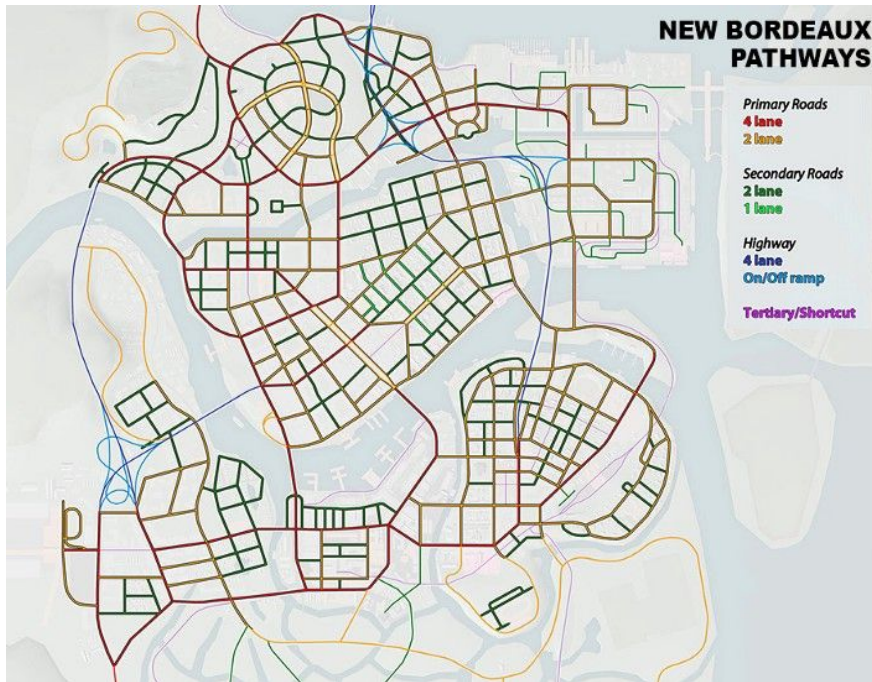 NEW BORDEAUX
PATHWAYS
Primary Roads
4 lane
2 lane
Secondary Roads
2 lane
1 lane
Highway
4 lane
On/Off ramp
Tertiary/Shortcut